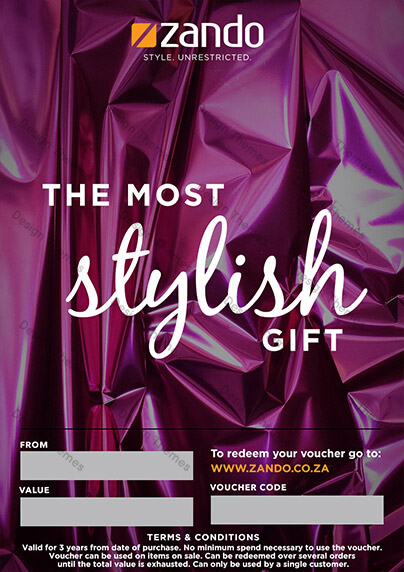 zando
STYLE. UNRESTRICTED.
THE MOST
stylish
GIFT
FROM
To redeem your voucher go to:
WWW.ZANDO.CO.ZA
VALUE
VOUCHER CODE
TERMS & CONDITIONS
Valid for 3 years from date of purchase. No minimum spend necessary to use the voucher.
Voucher can be used on items on sale. Can be redeemed over several orders
until the total value is exhausted. Can only be used by a single customer.
Design Themes